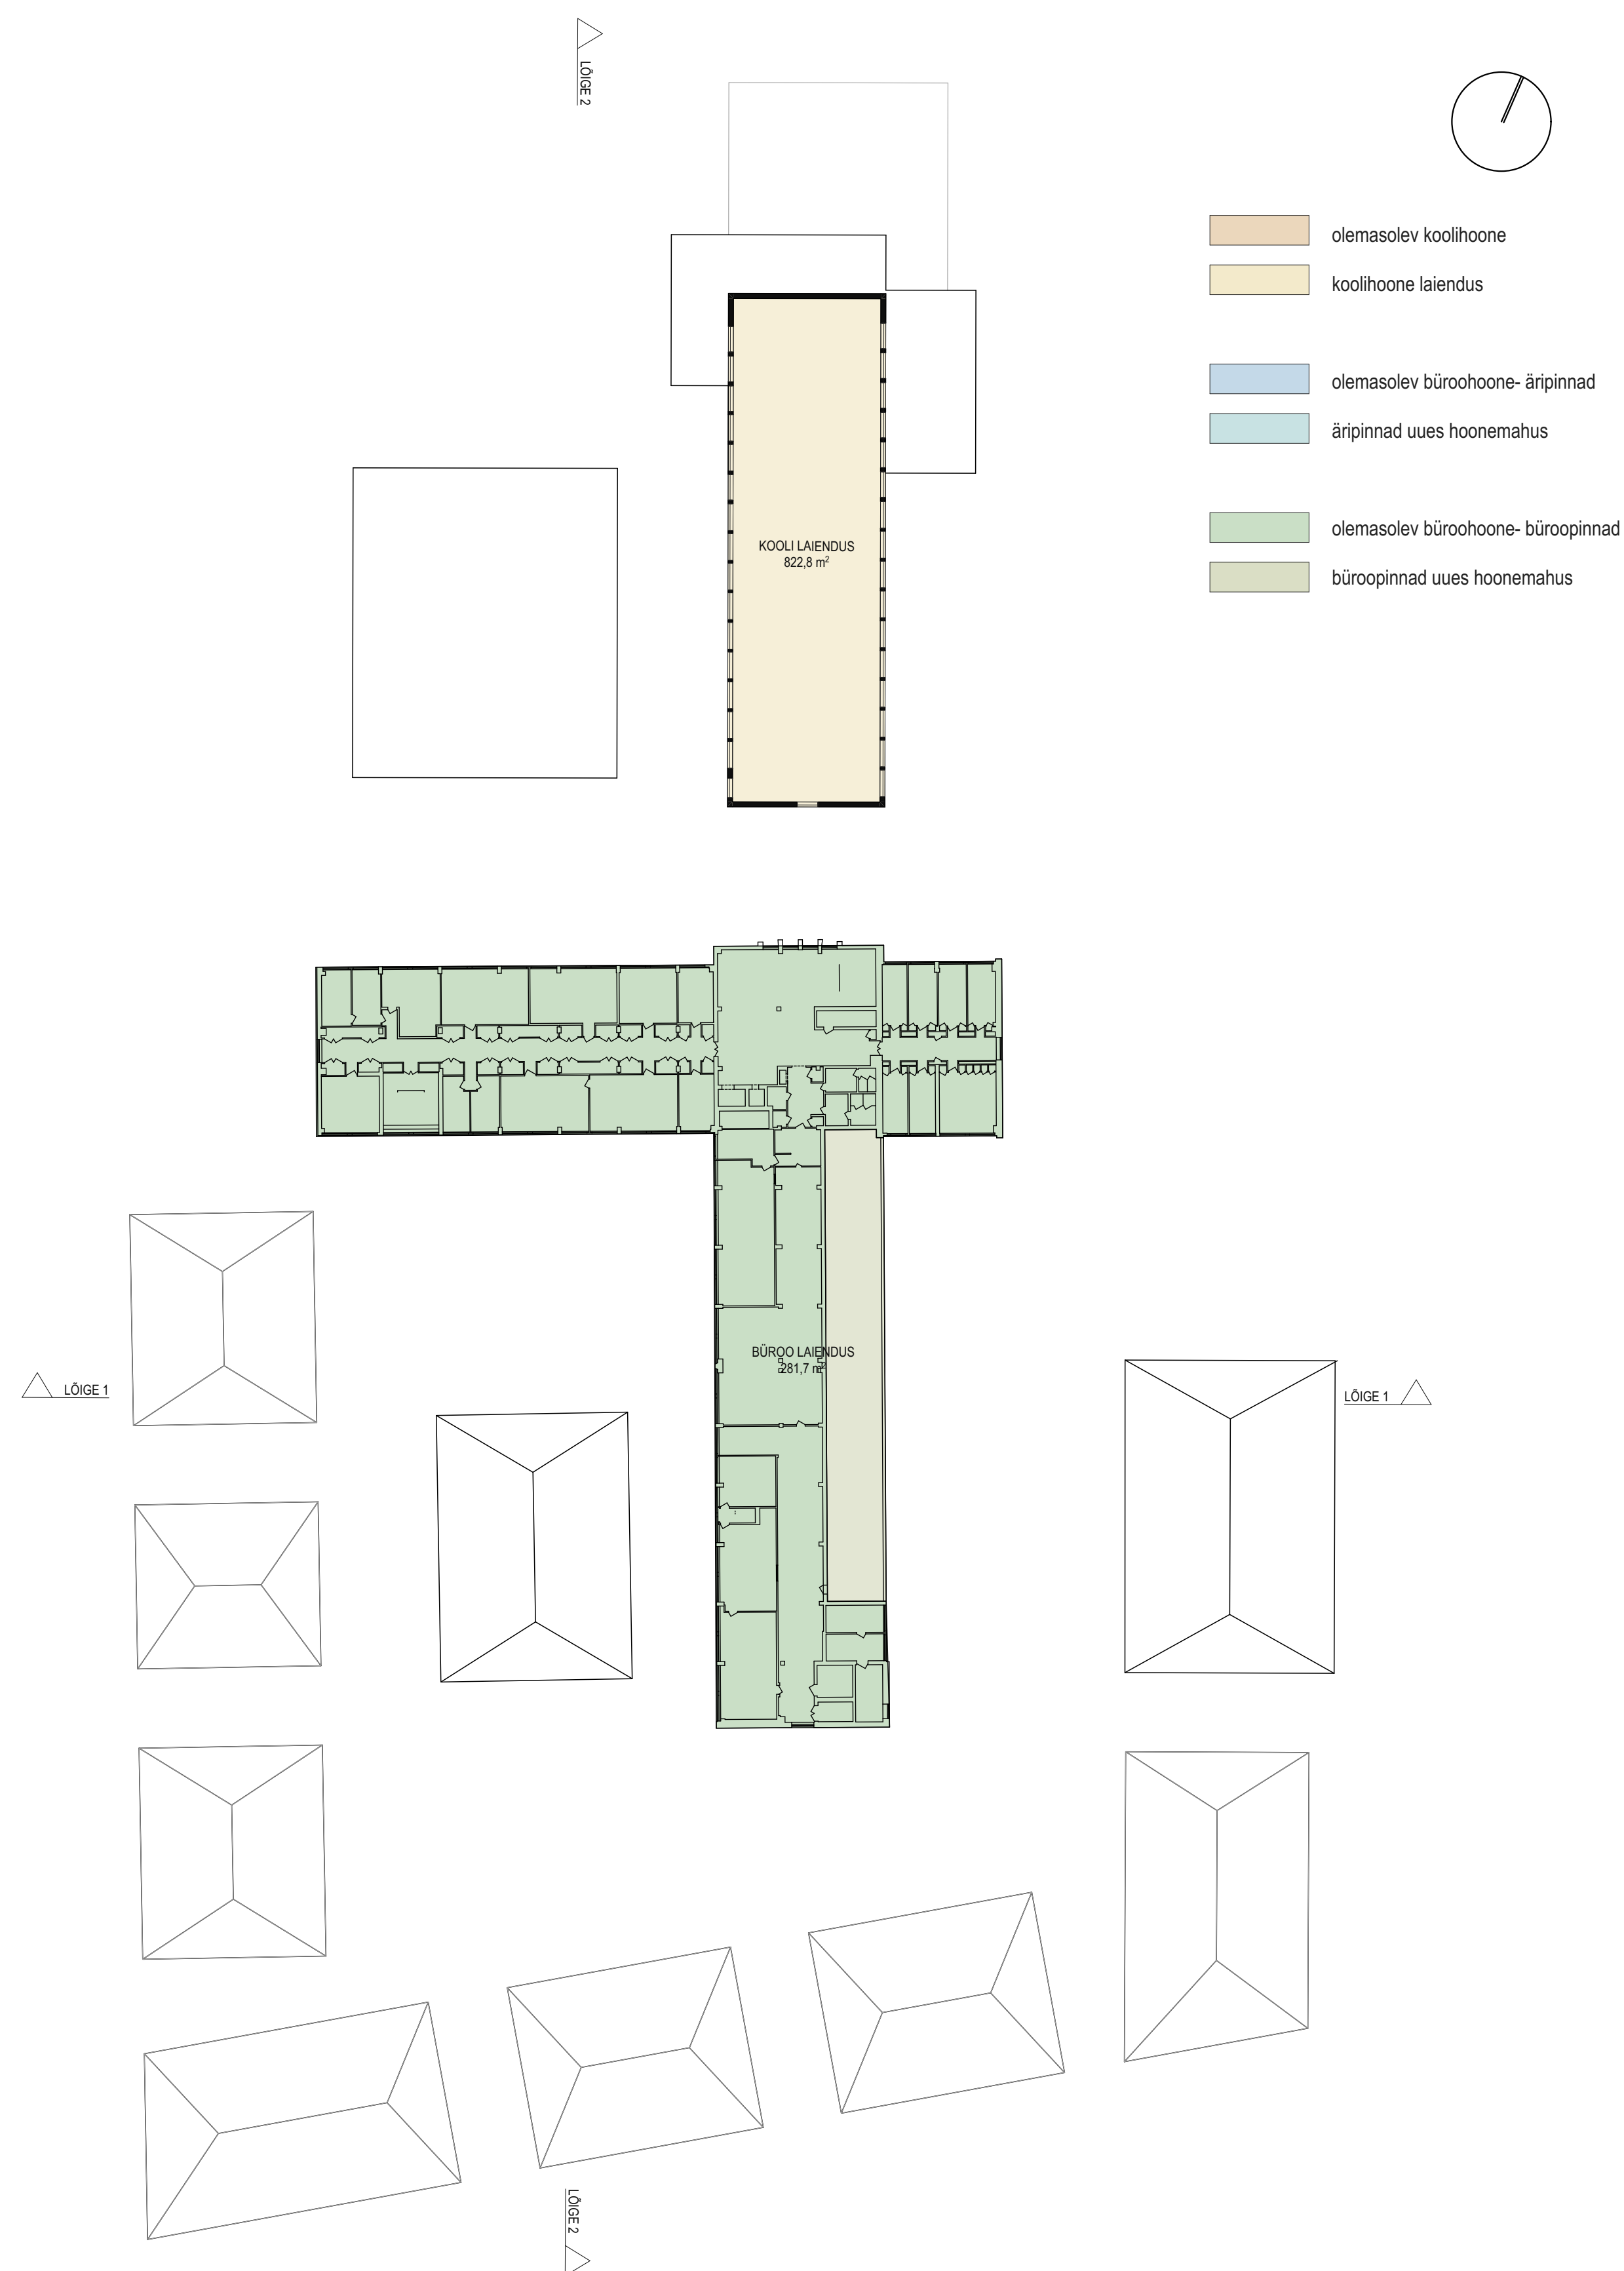 LÕIGE 2
olemasolev koolihoone
koolihoone laiendus
olemasolev büroohoone- äripinnad
äripinnad uues hoonemahus
olemasolev büroohoone- büroopinnad
büroopinnad uues hoonemahus
KOOLI LAIENDUS
822,8 m²
BÜROO LAIENDUS
281,7 m²
LÕIGE 1
LÕIGE 1
LÕIGE 2